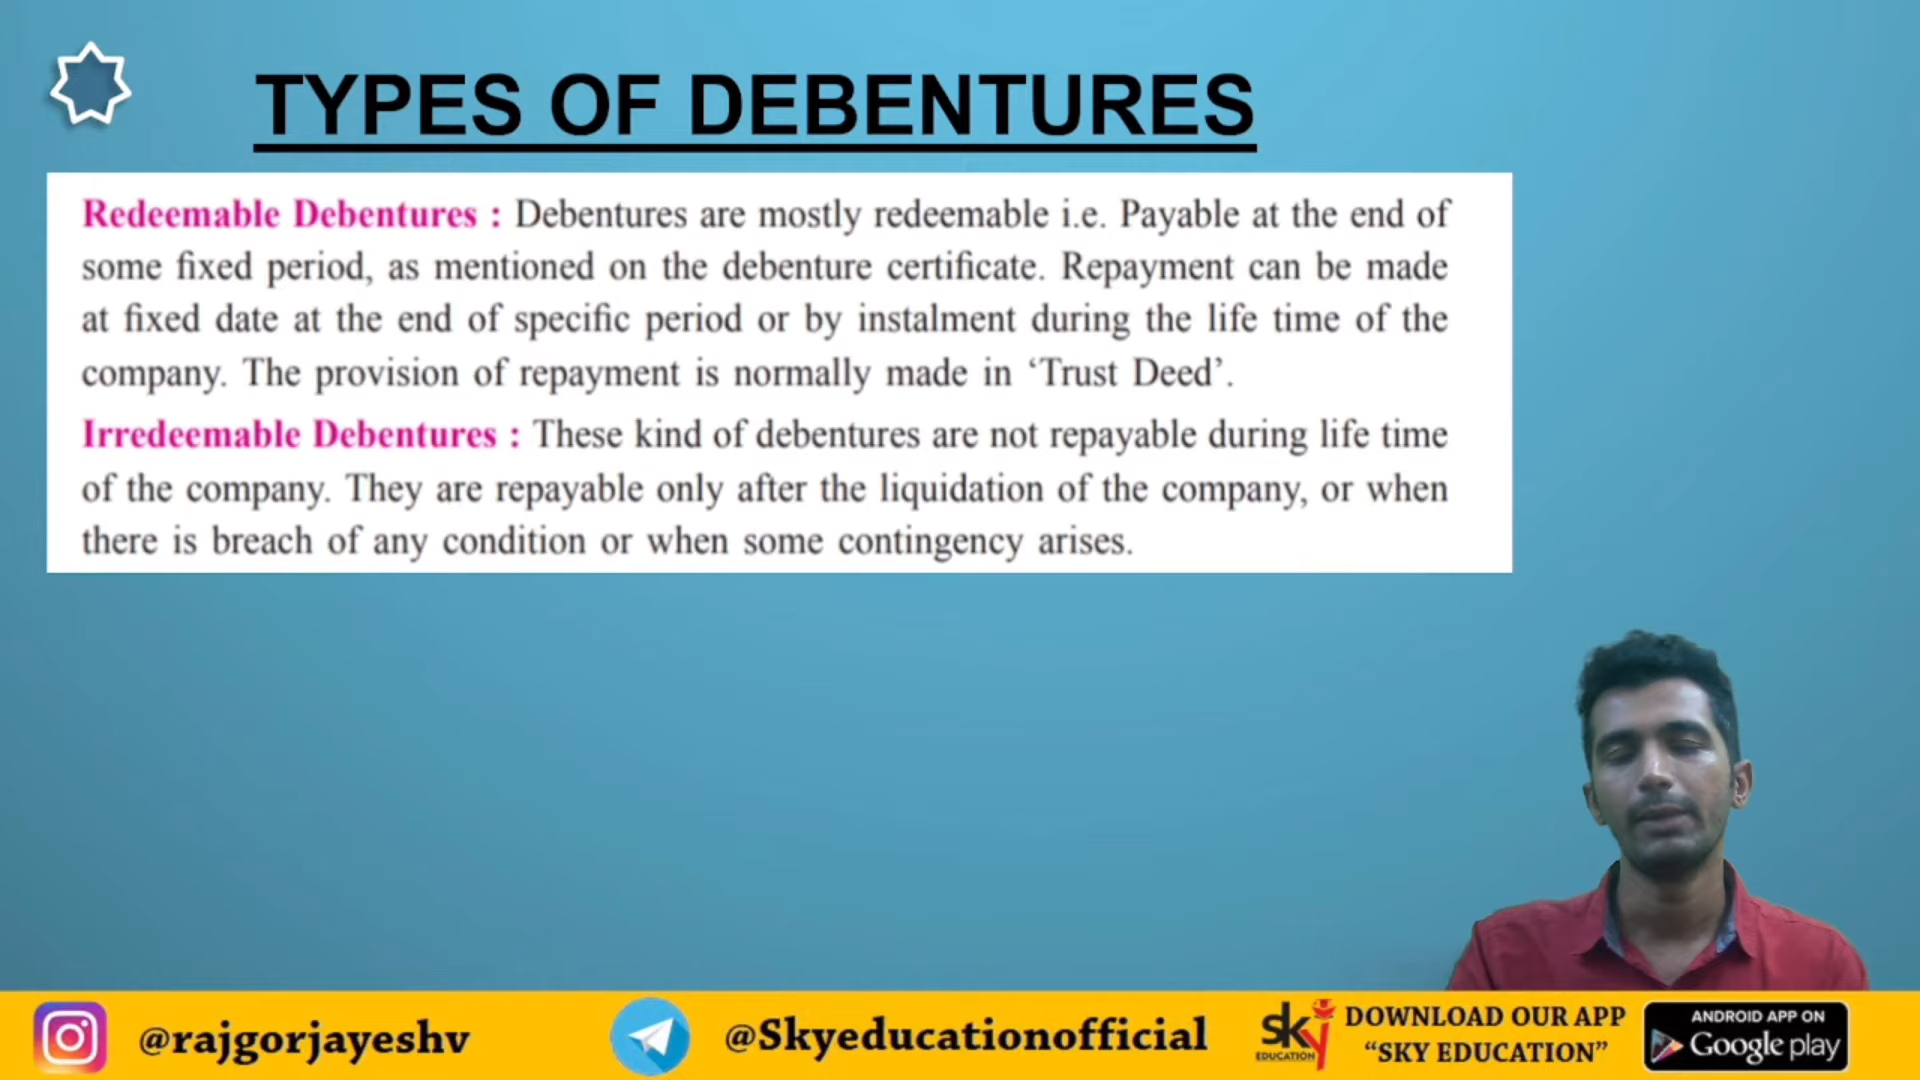 TYPES OF DEBENTURES
Redeemable Debentures : Debentures are mostly redeemable i.e. Payable at the end of
some fixed period, as mentioned on the debenture certificate. Repayment can be made
at fixed date at the end of specific period or by instalment during the life time of the
company. The provision of repayment is normally made in ‘Trust Deed’.
Irredeemable Debentures : These kind of debentures are not repayable during life time
of the company. They are repayable only after the liquidation of the company, or when
there is breach of any condition or when some contingency arises.
@rajgorjayeshv
@Skyeducationofficial
sky
EDUCATION
DOWNLOAD OUR APP
“SKY EDUCATION”
ANDROID APP ON
Google play